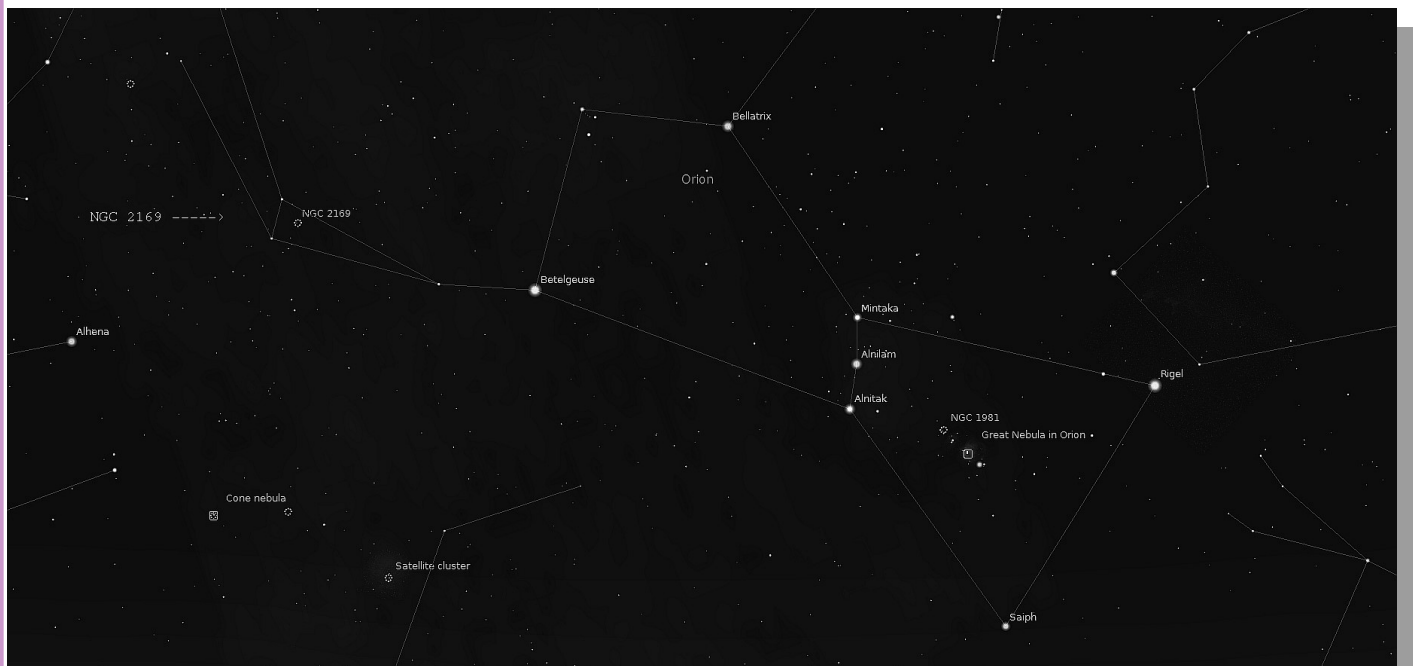 Bellatrix
Orion
NGC 2169
NGC 2169 ----->
Betelgeuse
Mintaka
Alhena
Alnilam
Rigel
Alnitak
NGC 1981
Great Nebula in Orion
Cone nebula
Satellite cluster
Saiph